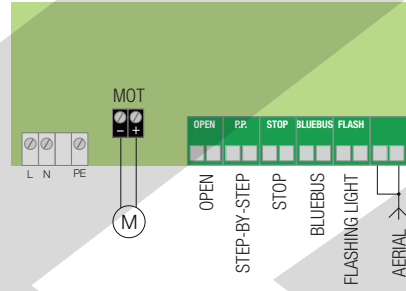 MOT
– +
OPEN P.P. STOP BLUEBUS FLASH
L N PE
M
OPEN
STEP-BY-STEP
STOP
BLUEBUS
FLASHING LIGHT
AERIAL